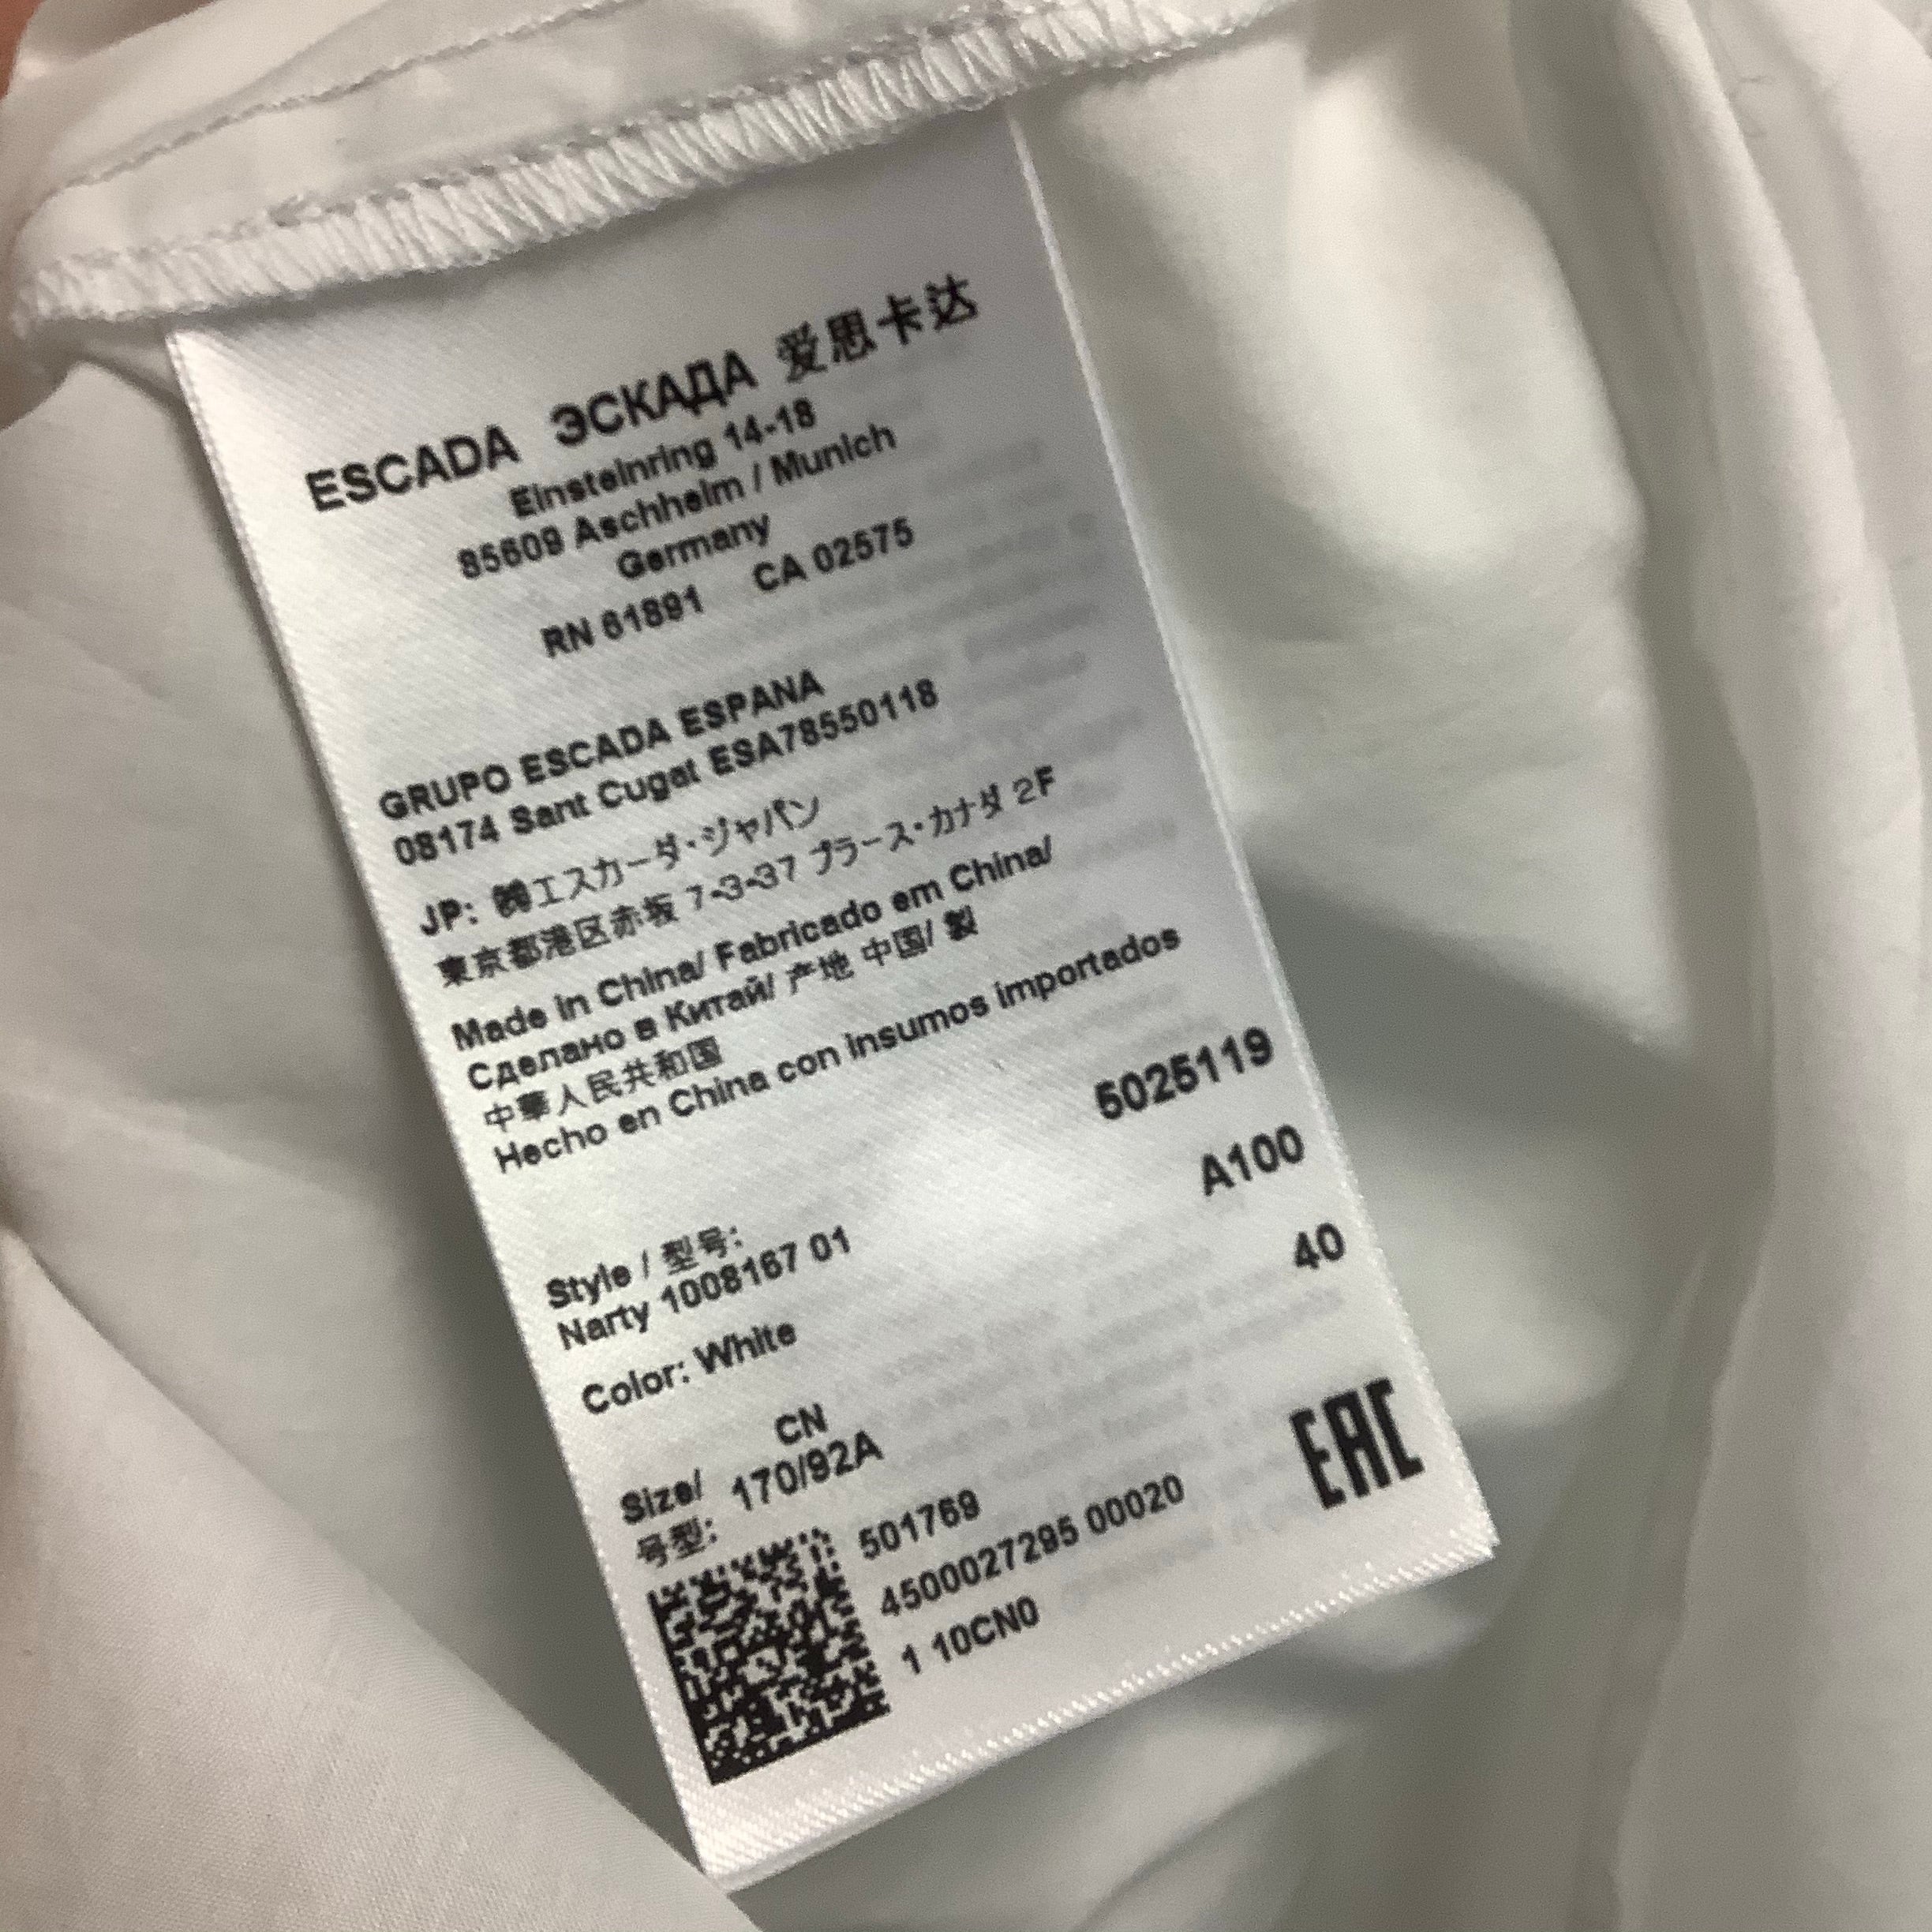 ESCADA ЭСКАДА 爱思卡达
Einsteinring 14-18
85609 Aschheim / Munich
Germany
RN 61891 CA 02575
GRUPO ESCADA ESPANA
08174 Sant Cugat ESA78550118
JP: ㈱エスカーダ・ジャパン
東京都港区赤坂 7-3-37 プラース・カナダ 2F
Made in China/ Fabricado em China/
Сделано в Китай/ 产地 中国/ 製
中華人民共和国
Hecho en China con insumos importados
5025119
Style / 型号:
Narty 1008167 01
A100
Color: White
40
CN
Size/ 170/92A
号型:
501769
4500027295 00020
1 10CN0
EAC